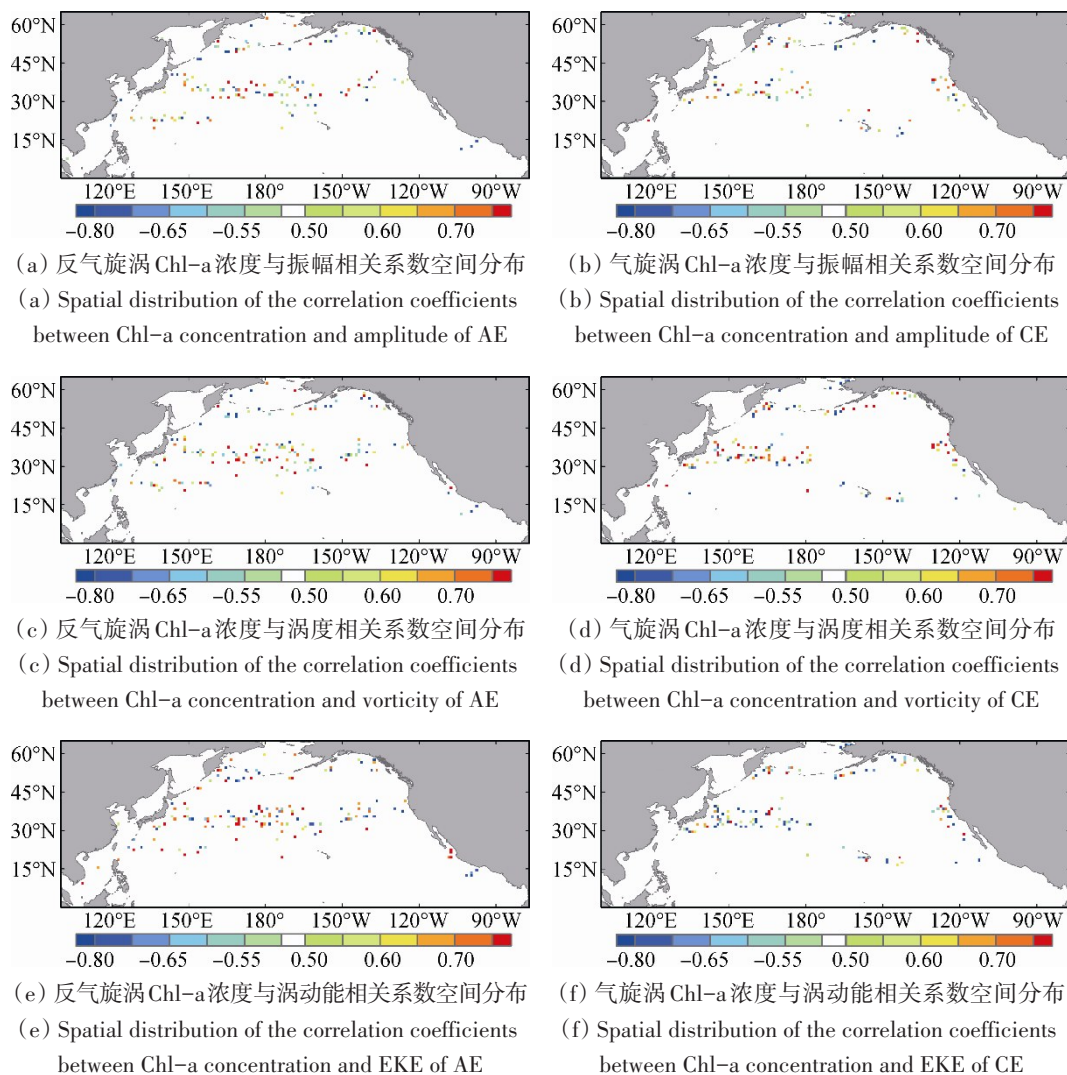 60°N
45°N
30°N
15°N
120°E 150°E 180° 150°W 120°W 90°W
−0.80 −0.65 −0.55 0.50 0.60 0.70
(a) 反气旋涡Chl-a浓度与振幅相关系数空间分布
(a) Spatial distribution of the correlation coefficients
between Chl-a concentration and amplitude of AE
60°N
45°N
30°N
15°N
120°E 150°E 180° 150°W 120°W 90°W
−0.80 −0.65 −0.55 0.50 0.60 0.70
(b) 气旋涡Chl-a浓度与振幅相关系数空间分布
(b) Spatial distribution of the correlation coefficients
between Chl-a concentration and amplitude of CE
60°N
45°N
30°N
15°N
120°E 150°E 180° 150°W 120°W 90°W
−0.80 −0.65 −0.55 0.50 0.60 0.70
(c) 反气旋涡Chl-a浓度与涡度相关系数空间分布
(c) Spatial distribution of the correlation coefficients
between Chl-a concentration and vorticity of AE
60°N
45°N
30°N
15°N
120°E 150°E 180° 150°W 120°W 90°W
−0.80 −0.65 −0.55 0.50 0.60 0.70
(d) 气旋涡Chl-a浓度与涡度相关系数空间分布
(d) Spatial distribution of the correlation coefficients
between Chl-a concentration and vorticity of CE
60°N
45°N
30°N
15°N
120°E 150°E 180° 150°W 120°W 90°W
−0.80 −0.65 −0.55 0.50 0.60 0.70
(e) 反气旋涡Chl-a浓度与涡动能相关系数空间分布
(e) Spatial distribution of the correlation coefficients
between Chl-a concentration and EKE of AE
60°N
45°N
30°N
15°N
120°E 150°E 180° 150°W 120°W 90°W
−0.80 −0.65 −0.55 0.50 0.60 0.70
(f) 气旋涡Chl-a浓度与涡动能相关系数空间分布
(f) Spatial distribution of the correlation coefficients
between Chl-a concentration and EKE of CE